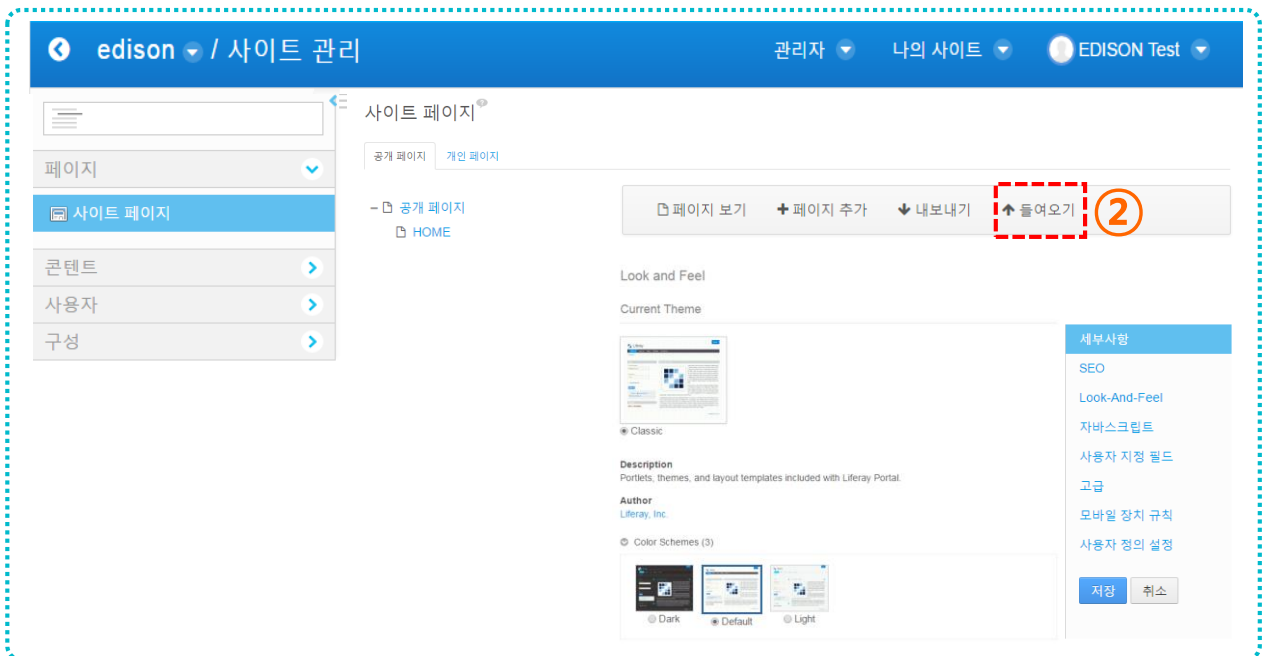 edison / 사이트 관리
관리자 나의 사이트 EDISON Test
사이트 페이지
공개 페이지 개인 페이지
페이지
사이트 페이지
콘텐트
사용자
구성
공개 페이지
HOME
페이지 보기 페이지 추가 내보내기 들여오기 ②
Look and Feel
Current Theme
Classic
Description
Portlets, themes, and layout templates included with Liferay Portal.
Author
Liferay, Inc.
Color Schemes (3)
Dark Default Light
세부사항
SEO
Look-And-Feel
자바스크립트
사용자 지정 필드
고급
모바일 장치 규칙
사용자 정의 설정
저장 취소